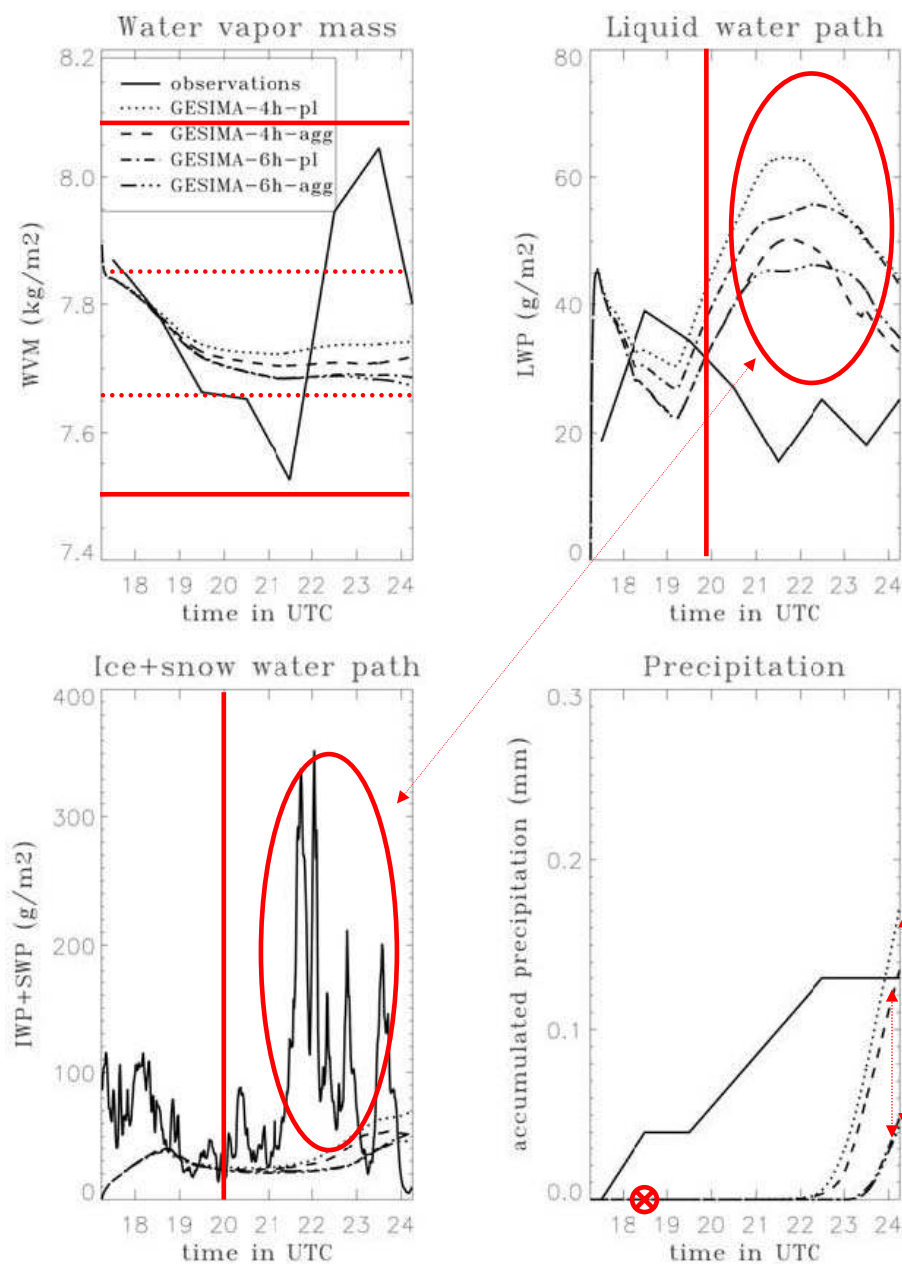 Water vapor mass
8.2
8.0
7.8
7.6
7.4
WVM (kg/m2)
observations
GESIMA-4h-pl
GESIMA-4h-agg
GESIMA-6h-pl
GESIMA-6h-agg
18 19 20 21 22 23 24
time in UTC
Liquid water path
80
60
40
20
0
LWP (g/m2)
18 19 20 21 22 23 24
time in UTC
Ice+snow water path
400
300
200
100
0
IWP+SWP (g/m2)
18 19 20 21 22 23 24
time in UTC
Precipitation
0.3
0.2
0.1
0.0
accumulated precipitation (mm)
18 19 20 21 22 23 24
time in UTC